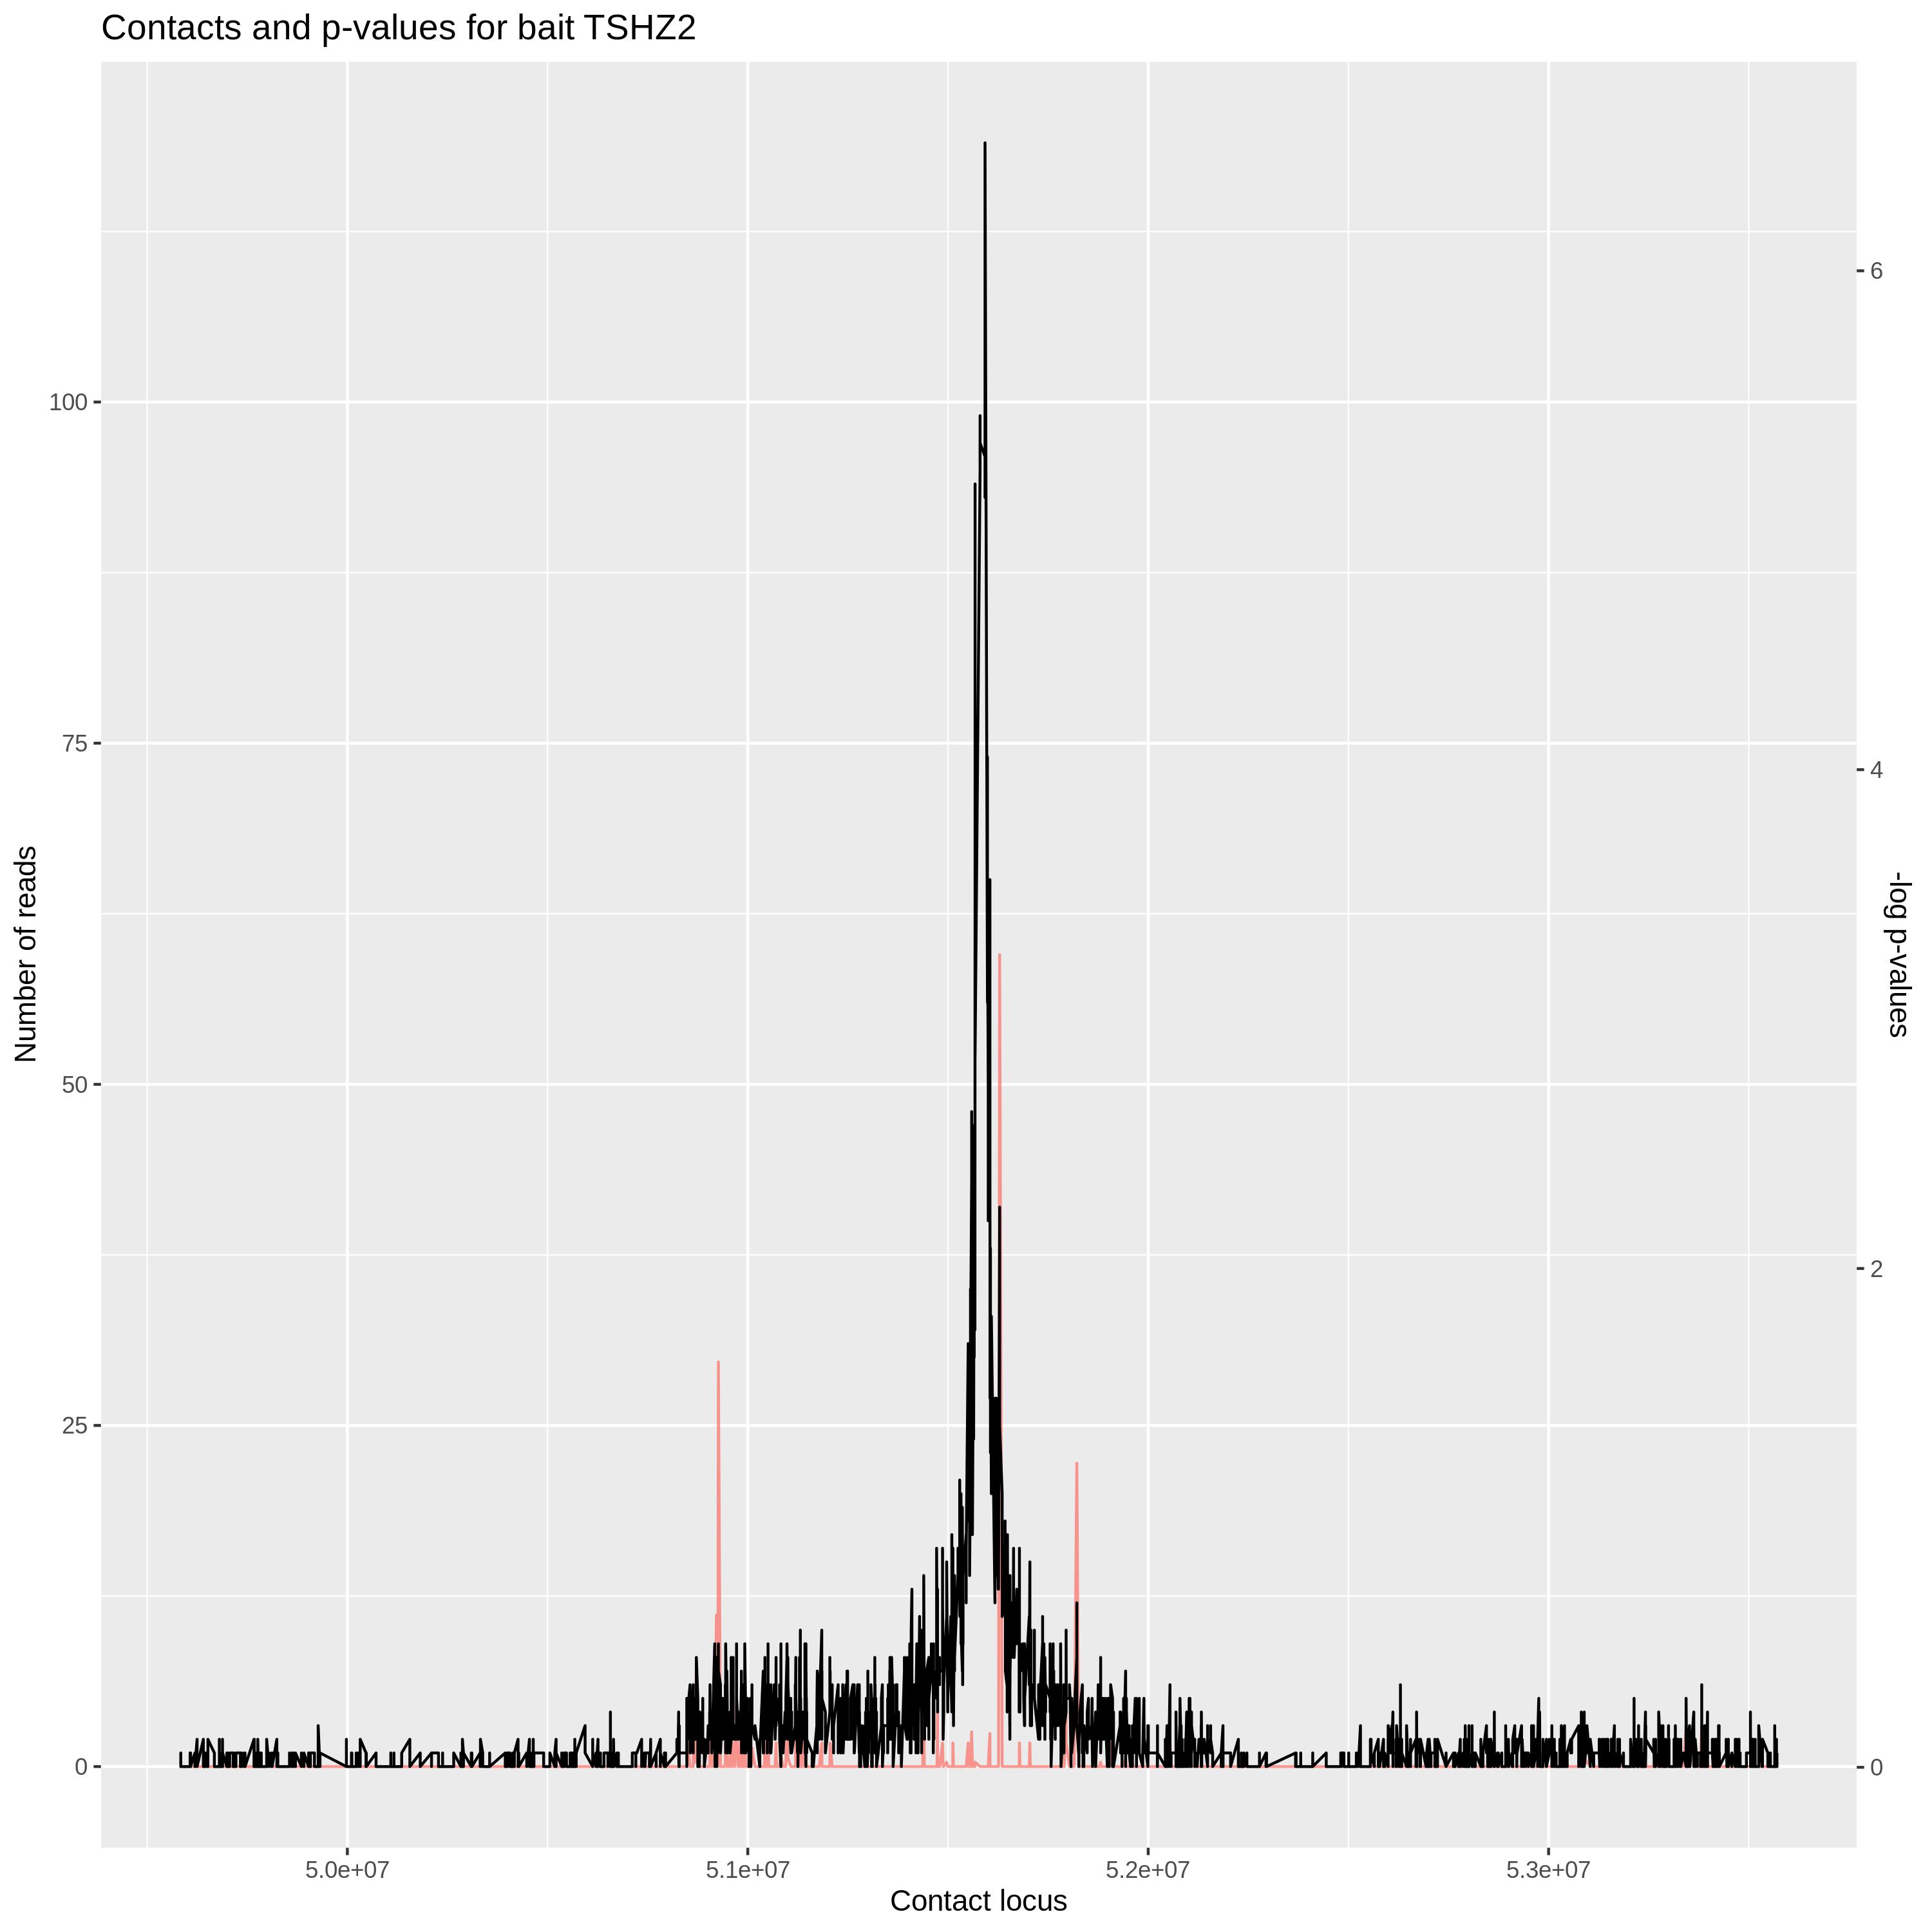 Contacts and p-values for bait TSHZ2
100
75
50
25
0
Number of reads
6
4
2
0
-log p-values
5.0e+07
5.1e+07
5.2e+07
5.3e+07
Contact locus